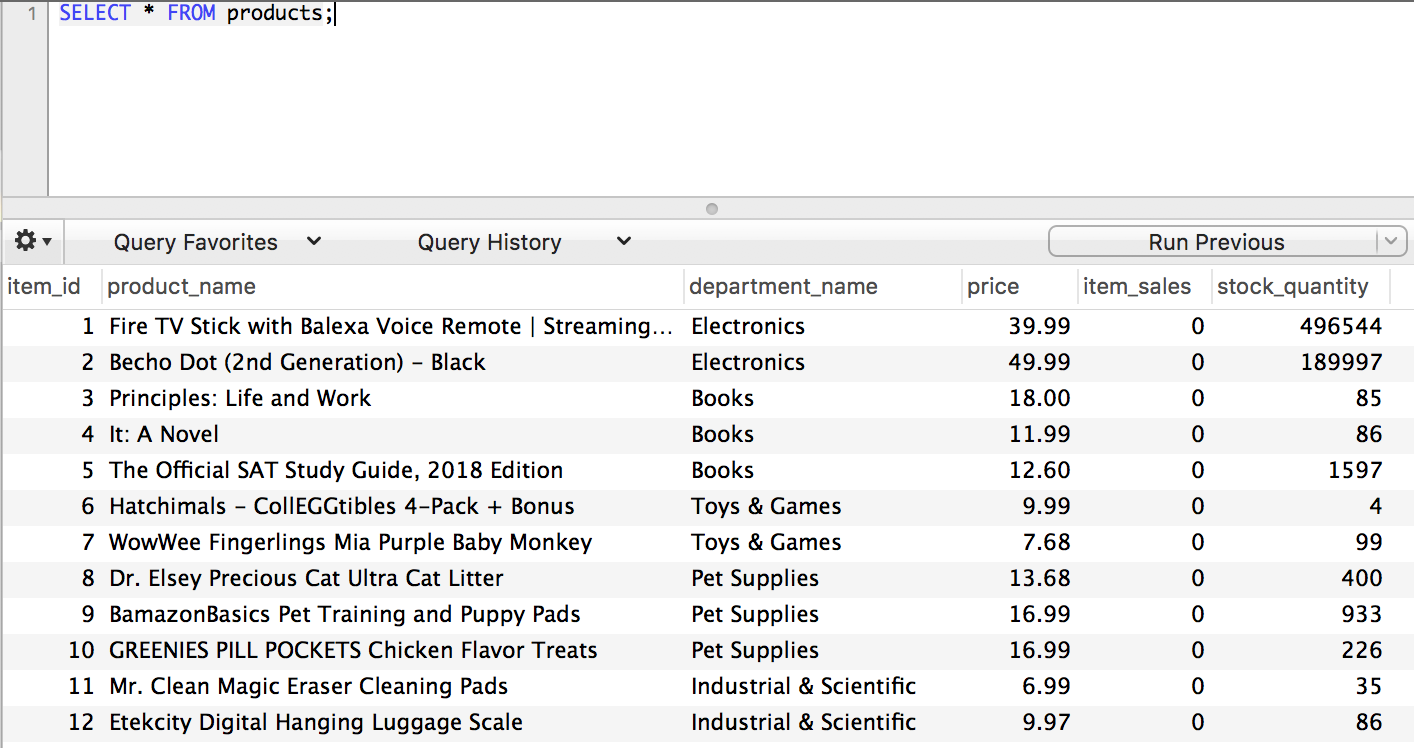 1 SELECT * FROM products;
Query Favorites Query History Run Previous
item_id product_name department_name price item_sales stock_quantity
1 Fire TV Stick with Balexa Voice Remote | Streaming... Electronics 39.99 0 496544
2 Becho Dot (2nd Generation) – Black Electronics 49.99 0 189997
3 Principles: Life and Work Books 18.00 0 85
4 It: A Novel Books 11.99 0 86
5 The Official SAT Study Guide, 2018 Edition Books 12.60 0 1597
6 Hatchimals – CollEGGtibles 4-Pack + Bonus Toys & Games 9.99 0 4
7 WowWee Fingerlings Mia Purple Baby Monkey Toys & Games 7.68 0 99
8 Dr. Elsey Precious Cat Ultra Cat Litter Pet Supplies 13.68 0 400
9 BamazonBasics Pet Training and Puppy Pads Pet Supplies 16.99 0 933
10 GREENIES PILL POCKETS Chicken Flavor Treats Pet Supplies 16.99 0 226
11 Mr. Clean Magic Eraser Cleaning Pads Industrial & Scientific 6.99 0 35
12 Etekcity Digital Hanging Luggage Scale Industrial & Scientific 9.97 0 86